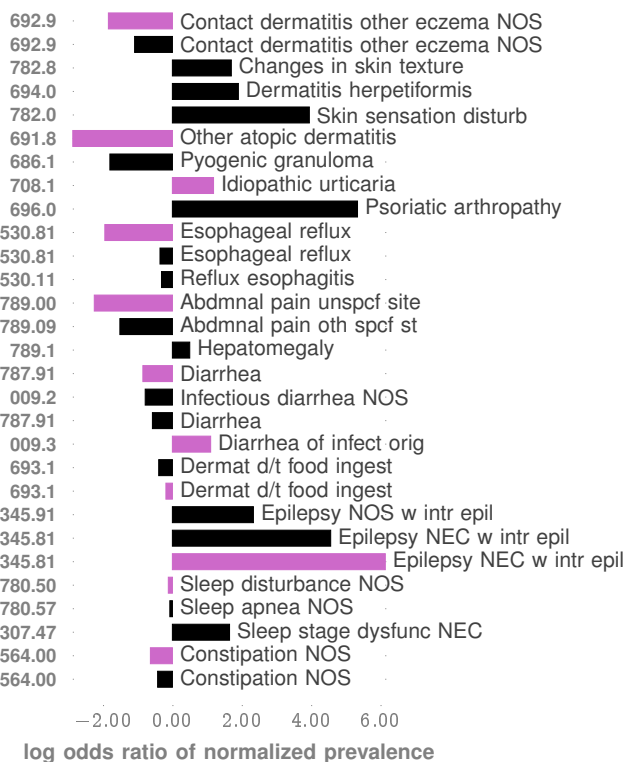 692.9 Contact dermatitis other eczema NOS
692.9 Contact dermatitis other eczema NOS
782.8 Changes in skin texture
694.0 Dermatitis herpetiformis
782.0 Skin sensation disturb
691.8 Other atopic dermatitis
686.1 Pyogenic granuloma
708.1 Idiopathic urticaria
696.0 Psoriatic arthropathy
530.81 Esophageal reflux
530.81 Esophageal reflux
530.11 Reflux esophagitis
789.00 Abdmnal pain unspcf site
789.09 Abdmnal pain oth spcf st
789.1 Hepatomegaly
787.91 Diarrhea
009.2 Infectious diarrhea NOS
787.91 Diarrhea
009.3 Diarrhea of infect orig
693.1 Dermat d/t food ingest
693.1 Dermat d/t food ingest
345.91 Epilepsy NOS w intr epil
345.81 Epilepsy NEC w intr epil
345.81 Epilepsy NEC w intr epil
780.50 Sleep disturbance NOS
780.57 Sleep apnea NOS
307.47 Sleep stage dysfunc NEC
564.00 Constipation NOS
564.00 Constipation NOS
−2.00 0.00 2.00 4.00 6.00
log odds ratio of normalized prevalence